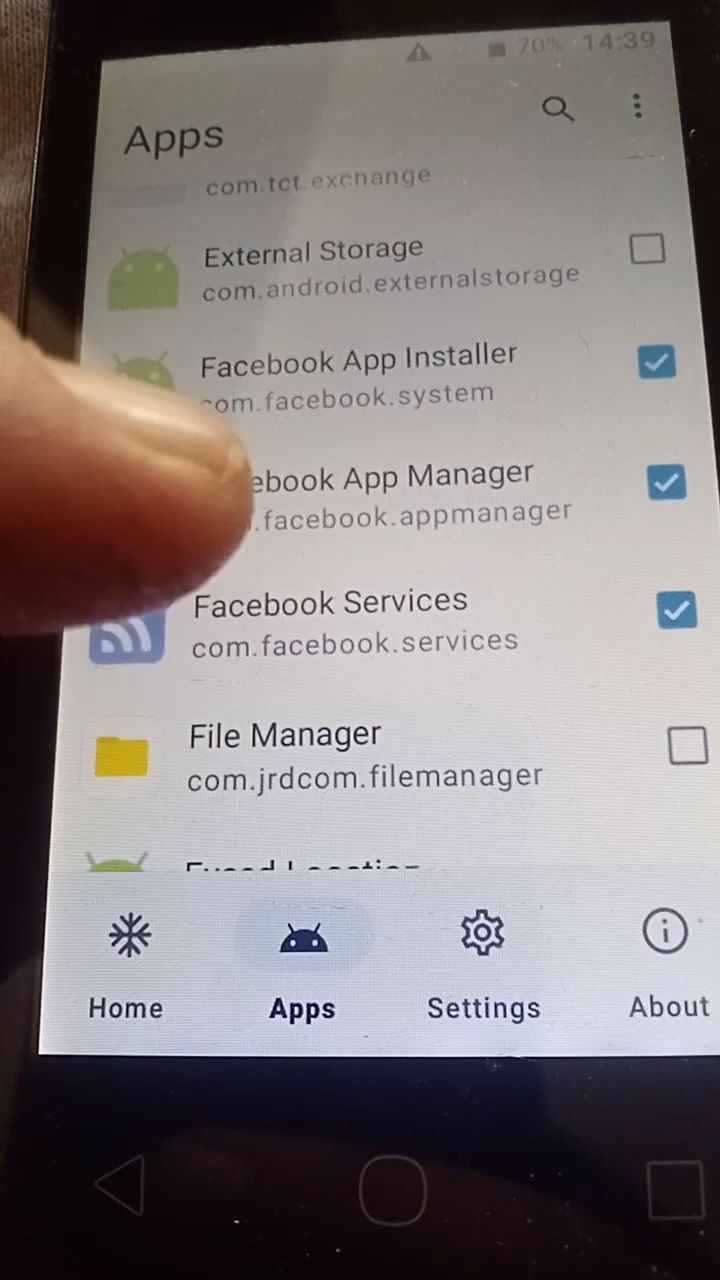 70% 14:39
Apps
com.tct.exchange
External Storage
com.android.externalstorage
Facebook App Installer
com.facebook.system
ebook App Manager
.facebook.appmanager
Facebook Services
com.facebook.services
File Manager
com.jrdcom.filemanager
Home Apps Settings About